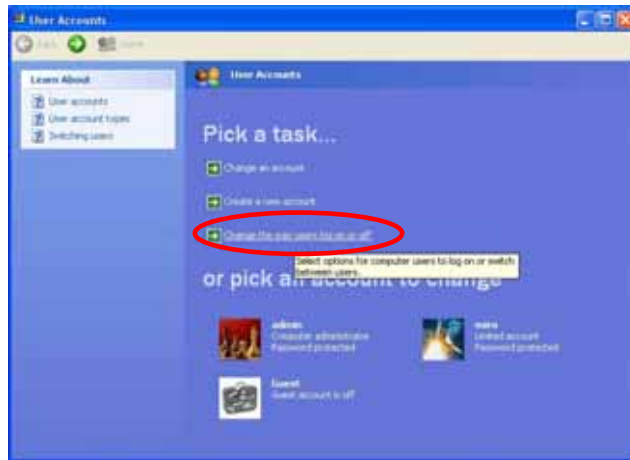 User Accounts
Back
Home
Learn About
User accounts
User account types
Switching users
User Accounts
Pick a task...
Change an account
Create a new account
Change the way users log on or off
Select options for computer users to log on or switch
between users.
or pick an account to change
admin
Computer administrator
Password protected
Limited account
Password protected
Guest
Guest account is off